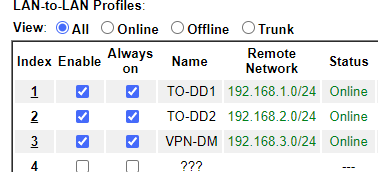 LAN-to-LAN Profiles:
View: All Online Offline Trunk
Index Enable Always on Name Remote Network Status
1 TO-DD1 192.168.1.0/24 Online
2 TO-DD2 192.168.2.0/24 Online
3 VPN-DM 192.168.3.0/24 Online
4 ??? ---